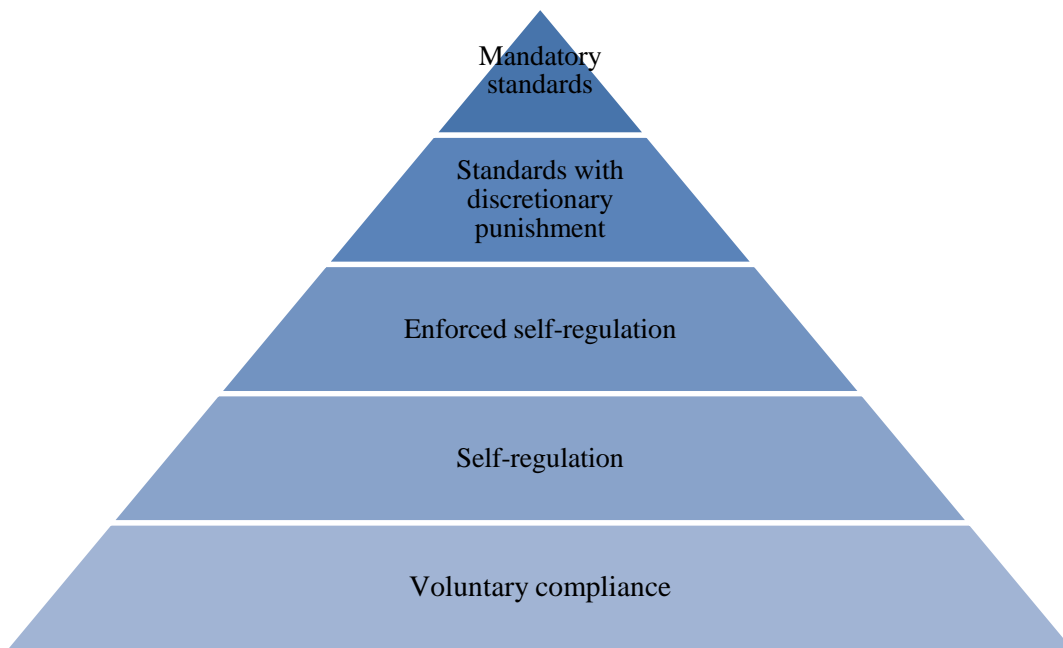 Mandatory
standards
Standards with
discretionary
punishment
Enforced self-regulation
Self-regulation
Voluntary compliance